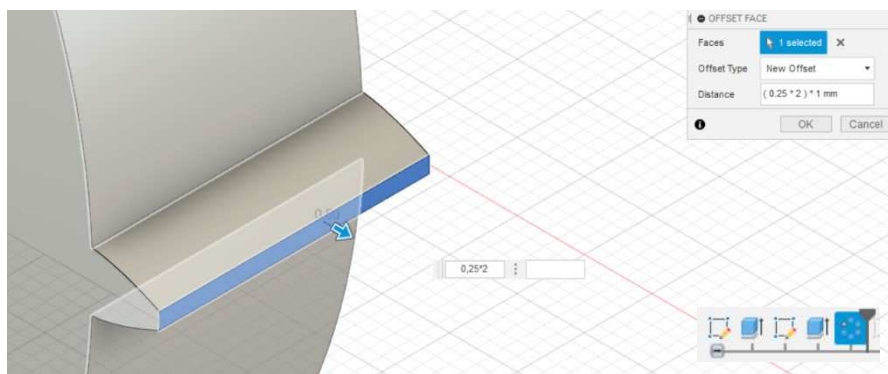 OFFSET FACE
Faces 1 selected
Offset Type New Offset
Distance ( 0.25 * 2 ) * 1 mm
OK Cancel
0,25*2